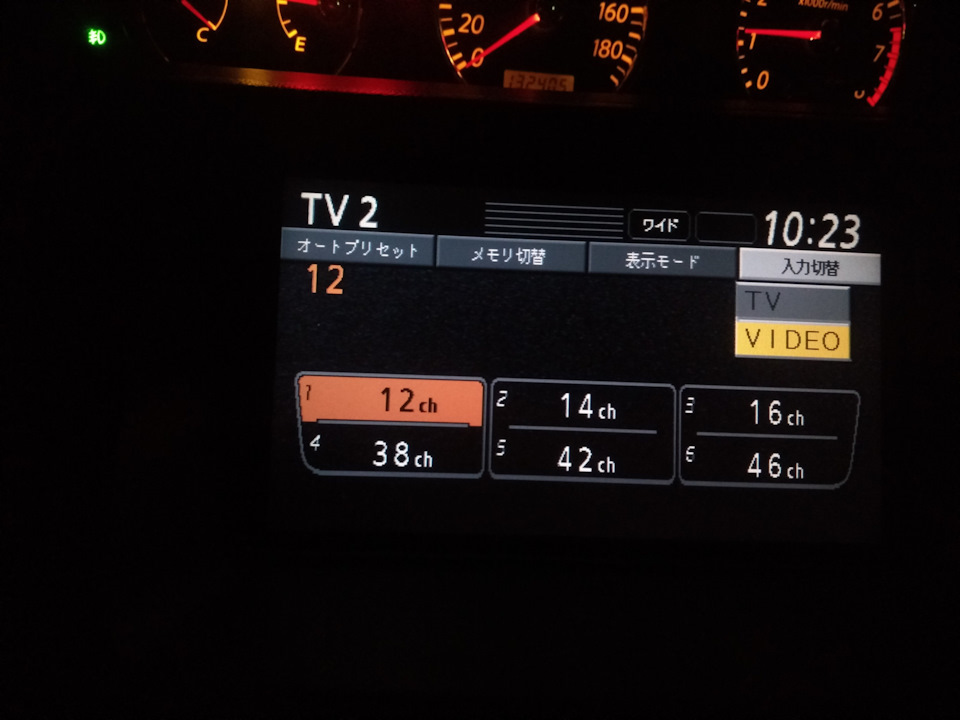 20
0
160
180
x1000r/min
6
7
1
0
C
E
TV 2
ワイド
10:23
オートプリセット
メモリ切替
表示モード
入力切替
12
TV
VIDEO
1 12ch
2 14ch
3 16ch
4 38ch
5 42ch
6 46ch